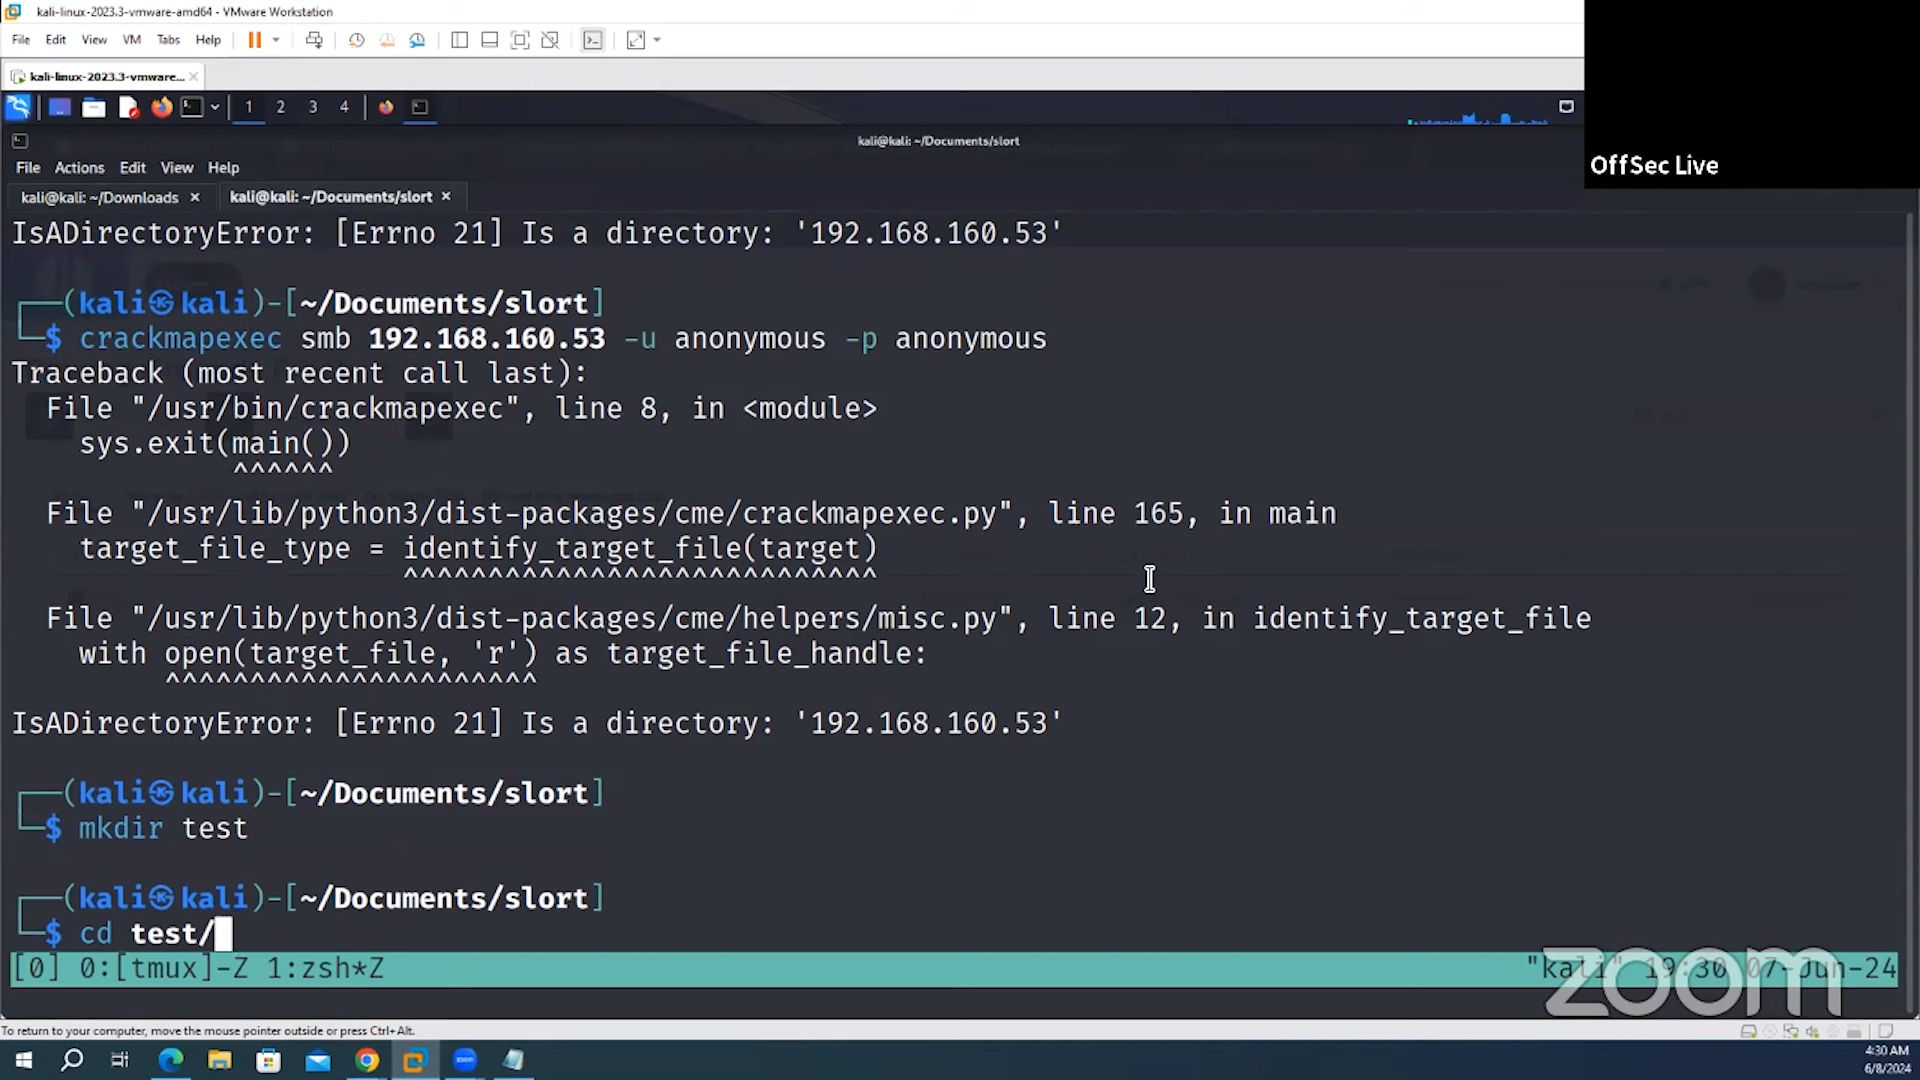 kali-linux-2023.3-vmware-amd64 - VMware Workstation
File Edit View VM Tabs Help
kali-linux-2023.3-vmware...
1 2 3 4
kali@kali: ~/Documents/slort
OffSec Live
File Actions Edit View Help
kali@kali: ~/Downloads × kali@kali: ~/Documents/slort ×
IsADirectoryError: [Errno 21] Is a directory: '192.168.160.53'
┌──(kali㉿kali)-[~/Documents/slort]
└─$ crackmapexec smb 192.168.160.53 -u anonymous -p anonymous
Traceback (most recent call last):
  File "/usr/bin/crackmapexec", line 8, in <module>
    sys.exit(main())
             ^^^^^^
  File "/usr/lib/python3/dist-packages/cme/crackmapexec.py", line 165, in main
    target_file_type = identify_target_file(target)
                       ^^^^^^^^^^^^^^^^^^^^^^^^^^^^
  File "/usr/lib/python3/dist-packages/cme/helpers/misc.py", line 12, in identify_target_file
    with open(target_file, 'r') as target_file_handle:
         ^^^^^^^^^^^^^^^^^^^^^^
IsADirectoryError: [Errno 21] Is a directory: '192.168.160.53'
┌──(kali㉿kali)-[~/Documents/slort]
└─$ mkdir test
┌──(kali㉿kali)-[~/Documents/slort]
└─$ cd test/
[0] 0:[tmux]-Z 1:zsh*Z "kali" 19:30 07-Jun-24
zoom
To return to your computer, move the mouse pointer outside or press Ctrl+Alt.
zoom
4:30 AM
6/8/2024